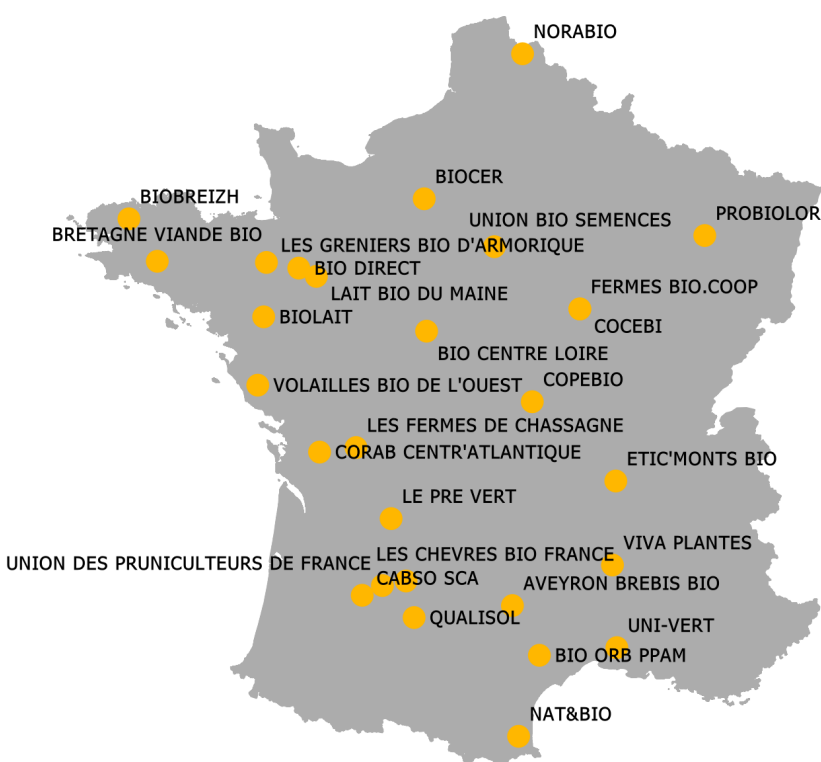 NORABIO
BIOCER
BIOBREIZH
PROBIOLOR
UNION BIO SEMENCES
BRETAGNE VIANDE BIO
LES GRENIERS BIO D'ARMORIQUE
BIO DIRECT
FERMES BIO.COOP
LAIT BIO DU MAINE
BIOLAIT
COCEBI
BIO CENTRE LOIRE
COPEBIO
VOLAILLES BIO DE L'OUEST
LES FERMES DE CHASSAGNE
CORAB CENTR'ATLANTIQUE
ETIC'MONTS BIO
LE PRE VERT
VIVA PLANTES
LES CHEVRES BIO FRANCE
UNION DES PRUNICULTEURS DE FRANCE
CABSO SCA
AVEYRON BREBIS BIO
QUALISOL
UNI-VERT
BIO ORB PPAM
NAT&BIO